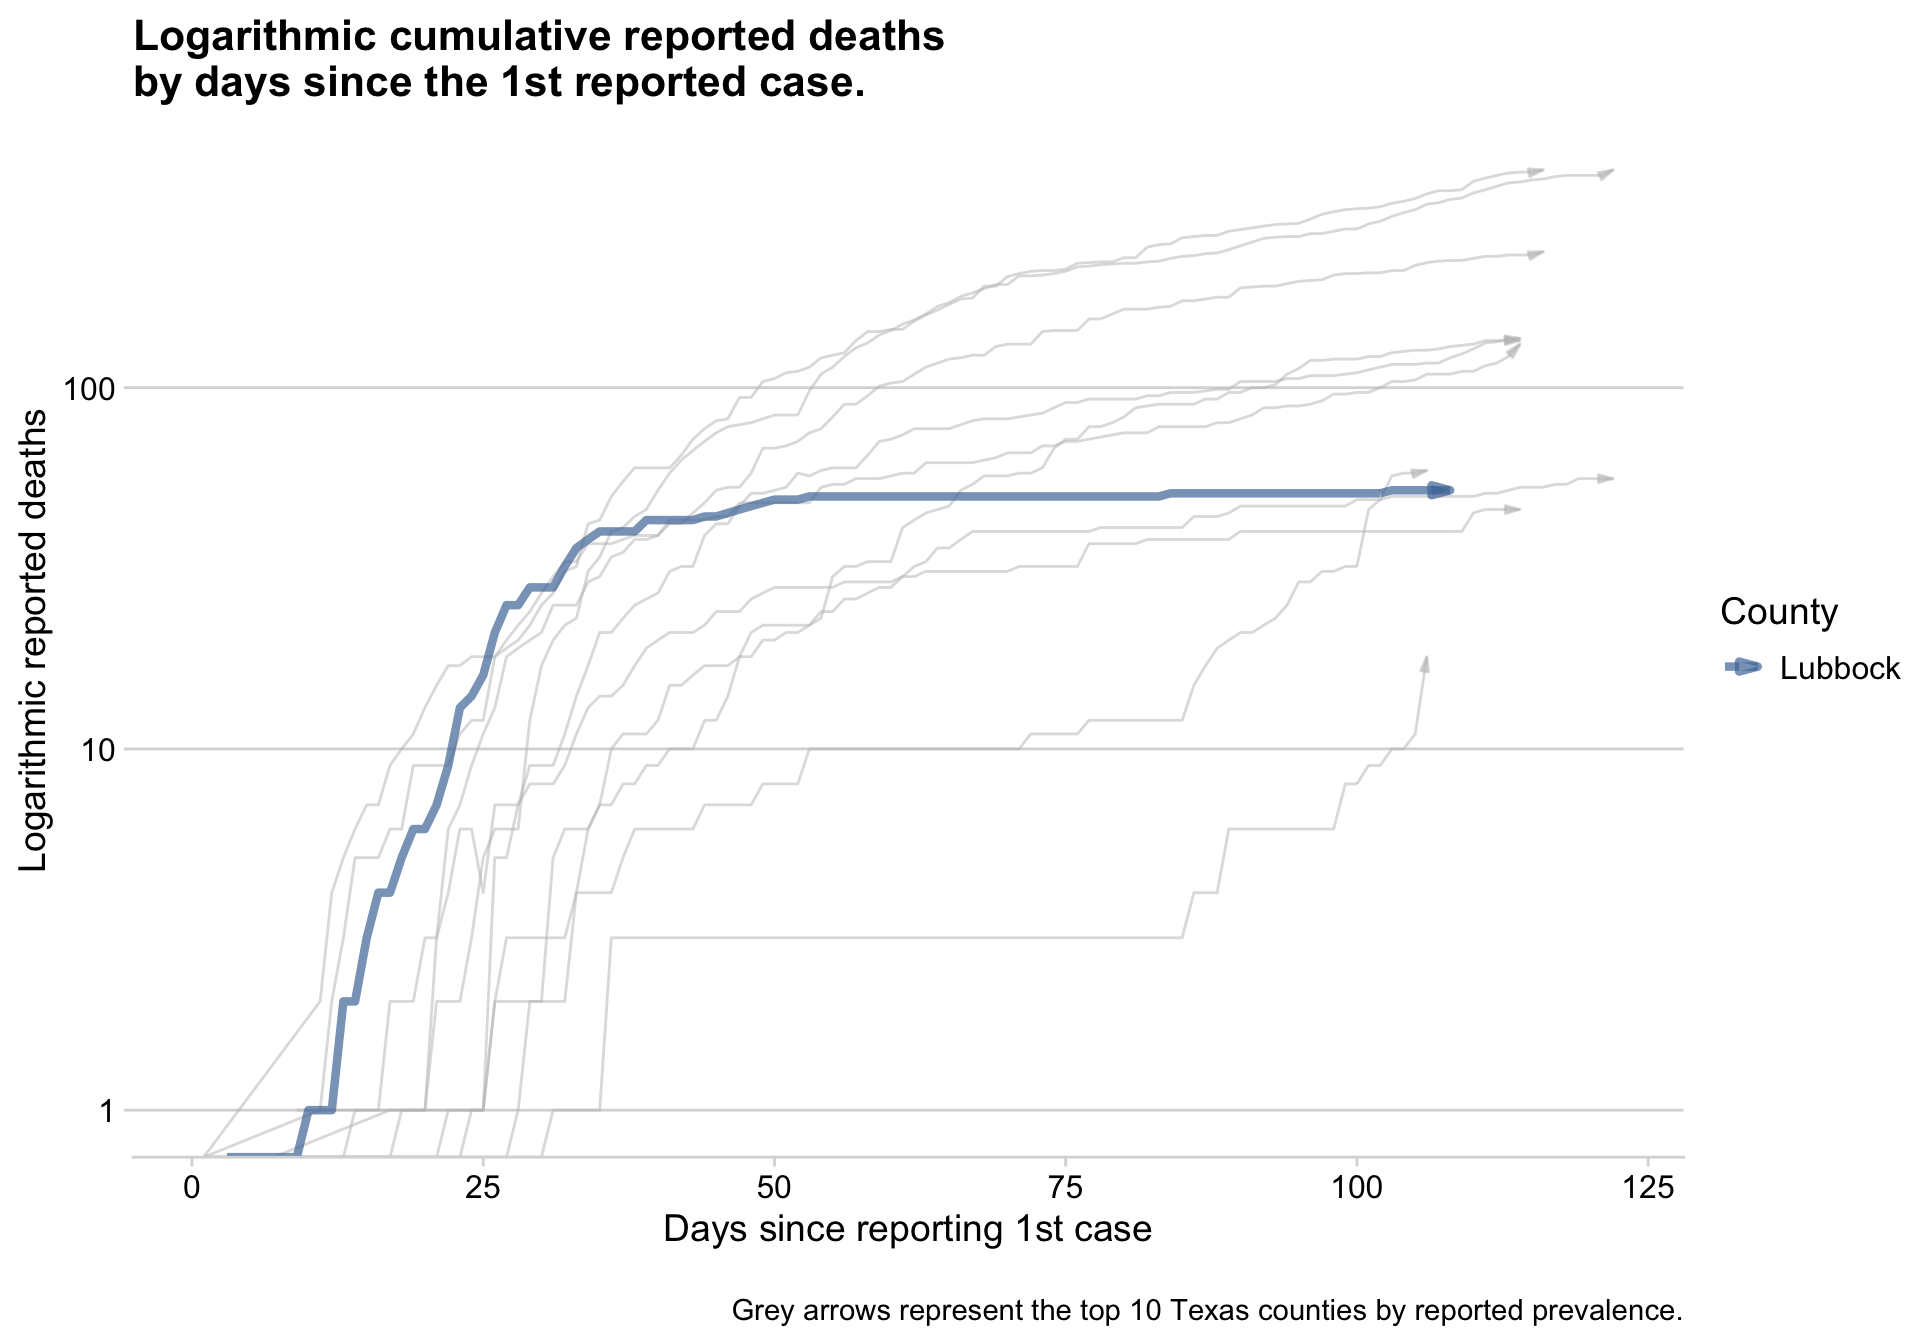 Logarithmic cumulative reported deaths
by days since the 1st reported case.
Logarithmic reported deaths
100
10
1
0 25 50 75 100 125
Days since reporting 1st case
County
Lubbock
Grey arrows represent the top 10 Texas counties by reported prevalence.